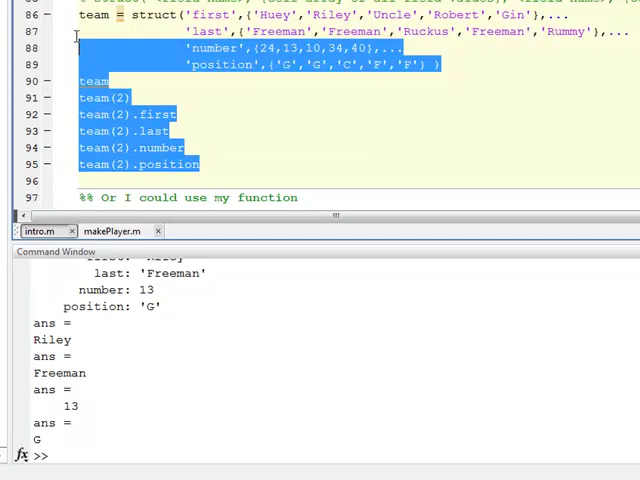 86 - team = struct('first',{'Huey','Riley','Uncle','Robert','Gin'},...
87 - 'last',{'Freeman','Freeman','Ruckus','Freeman','Rummy'},...
88 'number',{24,13,10,34,40},...
89 - 'position',{'G','G','C','F','F'} )
90 - team
91 - team(2)
92 - team(2).first
93 - team(2).last
94 - team(2).number
95 - team(2).position
96
97 %% Or I could use my function
intro.m × makePlayer.m ×
Command Window
last: 'Freeman'
number: 13
position: 'G'
ans =
Riley
ans =
Freeman
ans =
13
ans =
G
fx >>